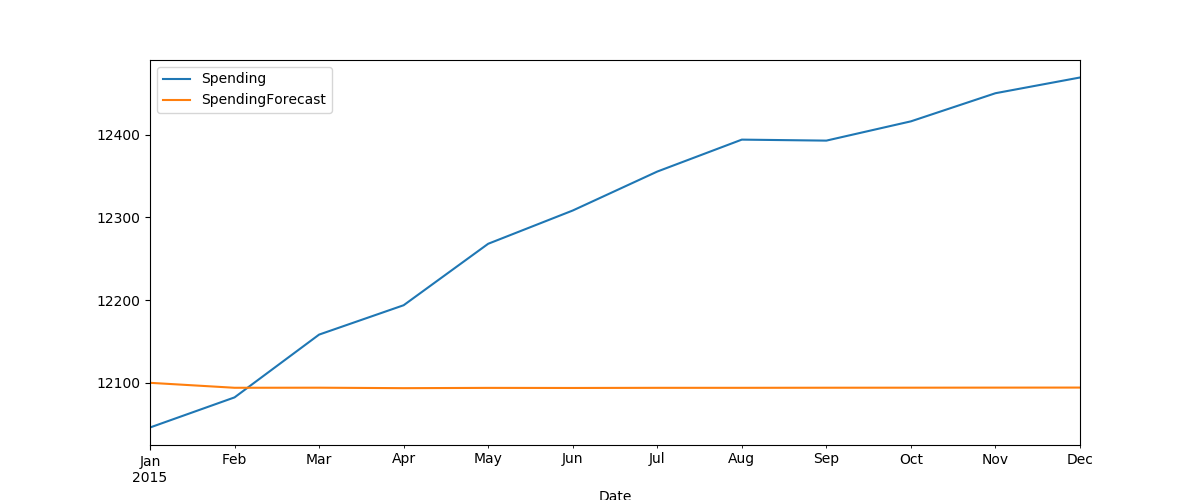 Spending
SpendingForecast
12400
12300
12200
12100
Jan Feb Mar Apr May Jun Jul Aug Sep Oct Nov Dec
2015
Date